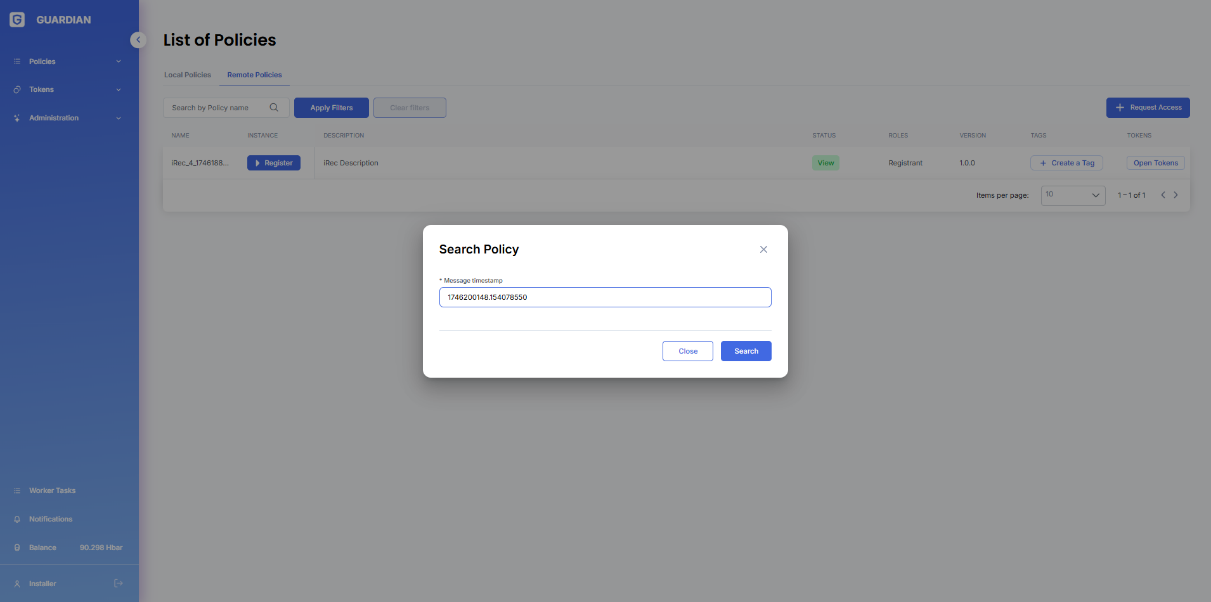 GUARDIAN
Policies
Tokens
Administration
Worker Tasks
Notifications
Balance 90.298 Hbar
Installer
List of Policies
Local Policies Remote Policies
Search by Policy name Apply Filters Clear filters + Request Access
NAME INSTANCE DESCRIPTION STATUS ROLES VERSION TAGS TOKENS
iRec_4_1746188... Register iRec Description View Registrant 1.0.0 + Create a Tag Open Tokens
Items per page: 10 1 – 1 of 1
Search Policy
* Message timestamp
1746200148.154078550
Close Search